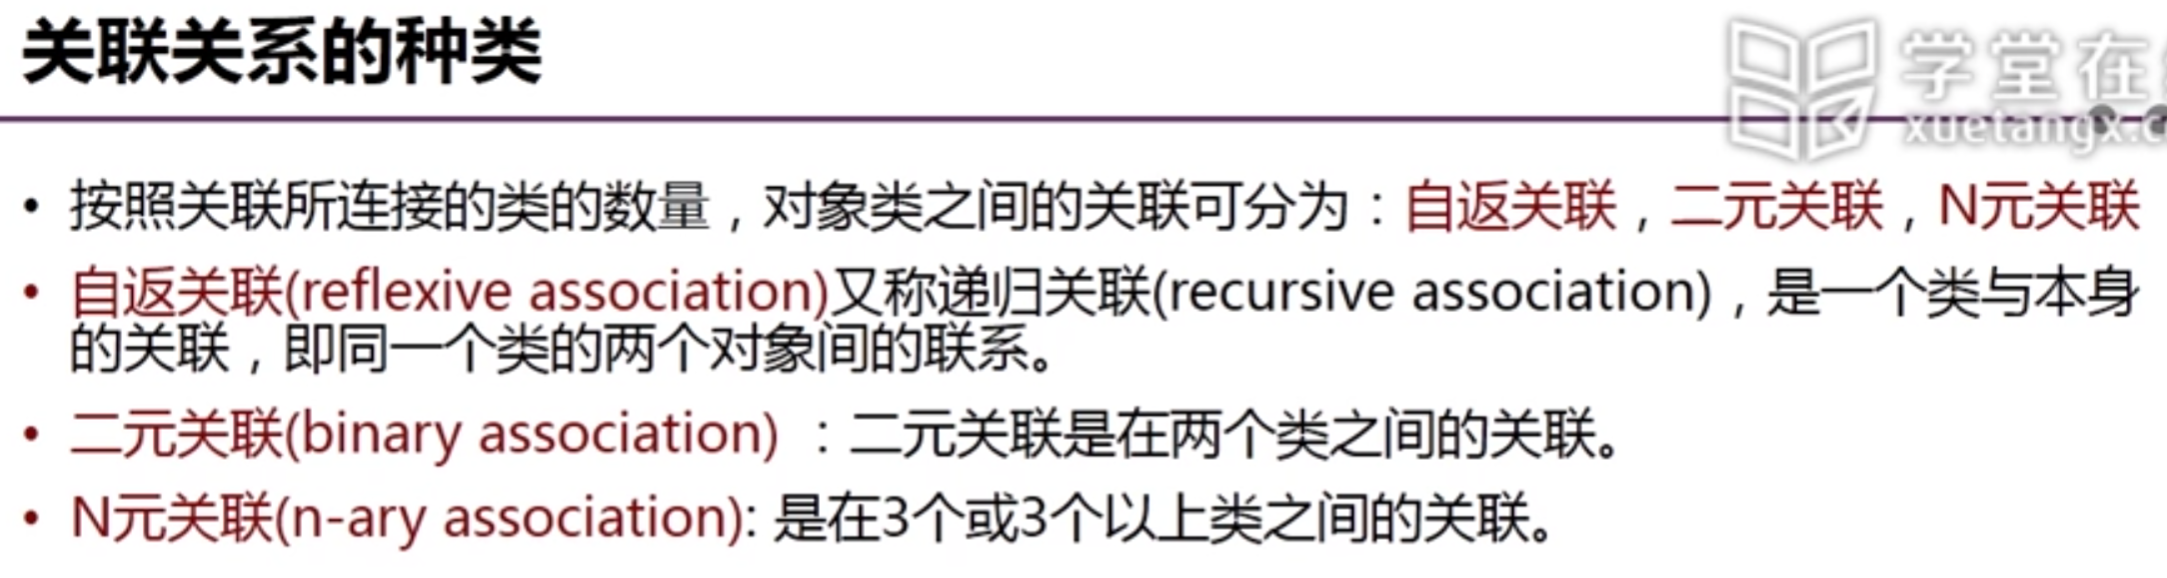 关联关系的种类
学堂在
xuetangx.c
• 按照关联所连接的类的数量，对象类之间的关联可分为：自返关联，二元关联，N元关联
• 自返关联(reflexive association)又称递归关联(recursive association)，是一个类与本身
的关联，即同一个类的两个对象间的联系。
• 二元关联(binary association) ：二元关联是在两个类之间的关联。
• N元关联(n-ary association): 是在3个或3个以上类之间的关联。